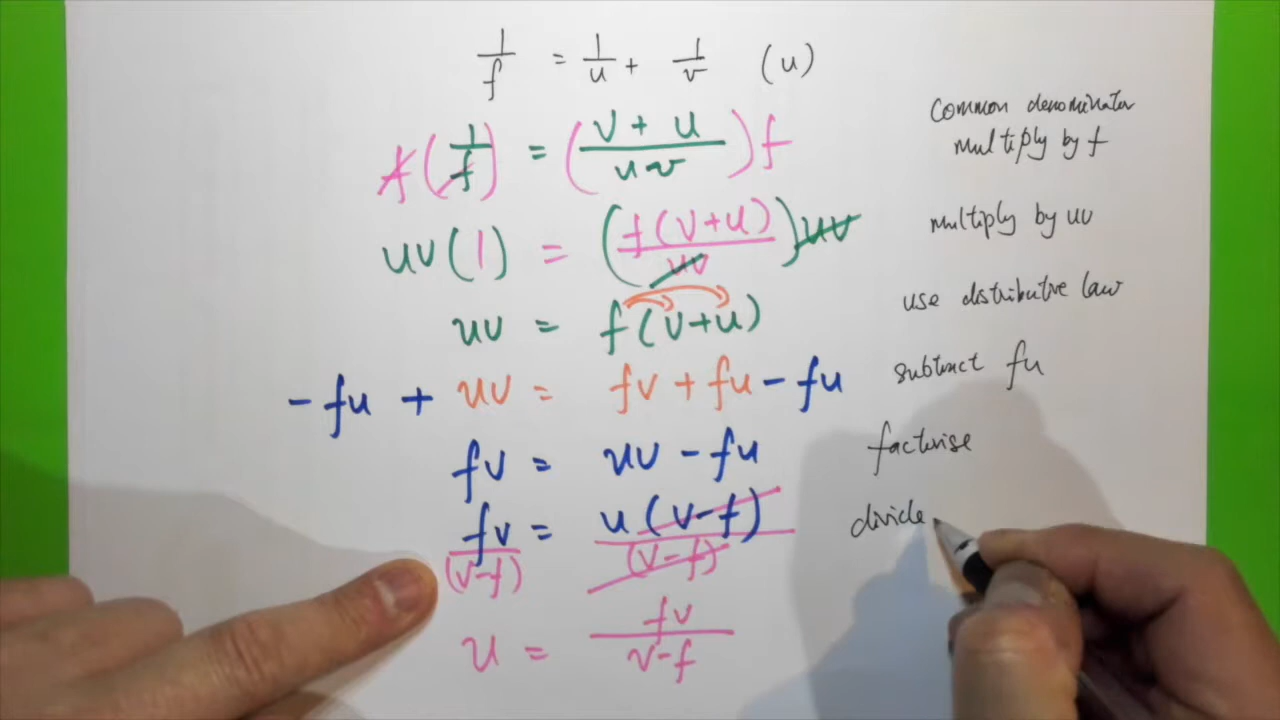 1/f = 1/u + 1/v (u)
Common denominator
f(1/f) = ((v + u)/uv)f
multiply by f
uv(1) = (f(v+u)/uv)uv
multiply by uv
uv = f(v+u)
use distributive law
-fu + uv = fv + fu - fu
subtract fu
fv = uv - fu
factorise
fv/(v-f) = u(v-f)/(v-f)
divide
u = fv/v-f